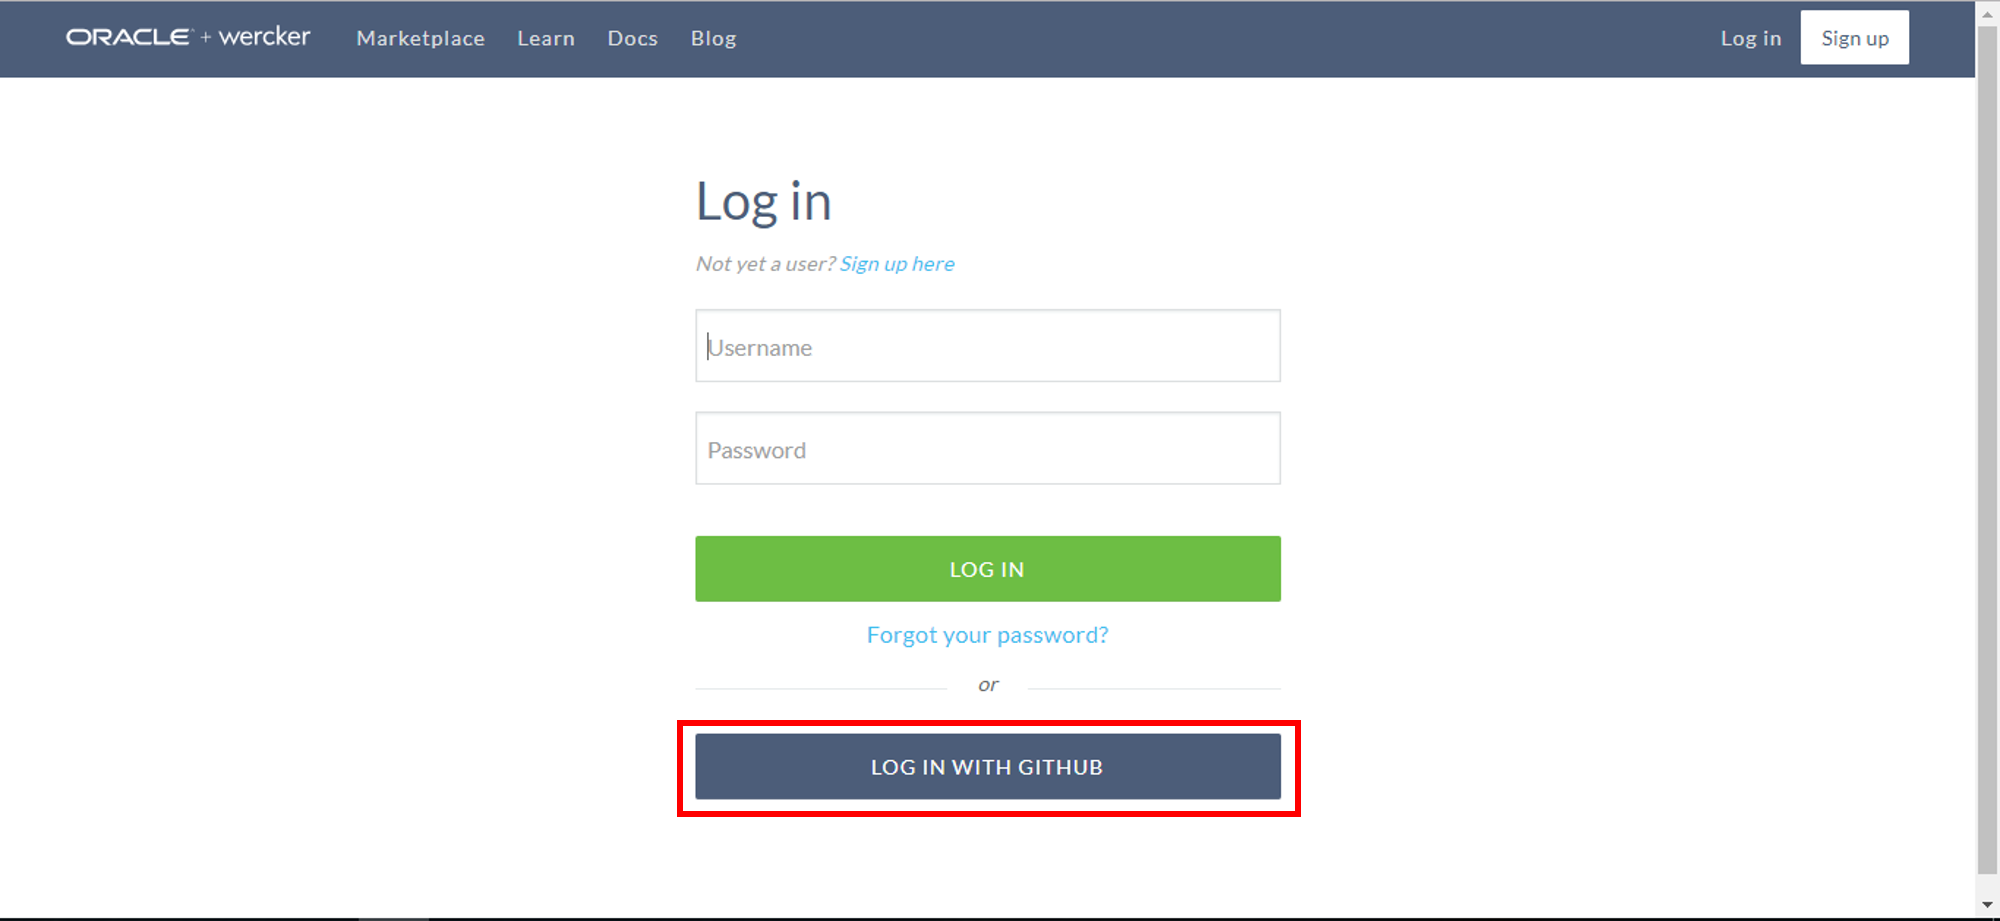 ORACLE + wercker Marketplace Learn Docs Blog Log in Sign up
Log in
Not yet a user? Sign up here
Username
Password
LOG IN
Forgot your password?
or
LOG IN WITH GITHUB